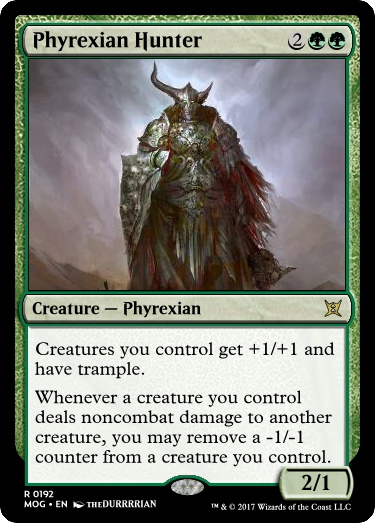 Phyrexian Hunter 2
Creature — Phyrexian
Creatures you control get +1/+1 and
have trample.
Whenever a creature you control
deals noncombat damage to another
creature, you may remove a -1/-1
counter from a creature you control.
2/1
R 0192
MOG • EN theDURRRRIAN
™ & © 2017 Wizards of the Coast LLC